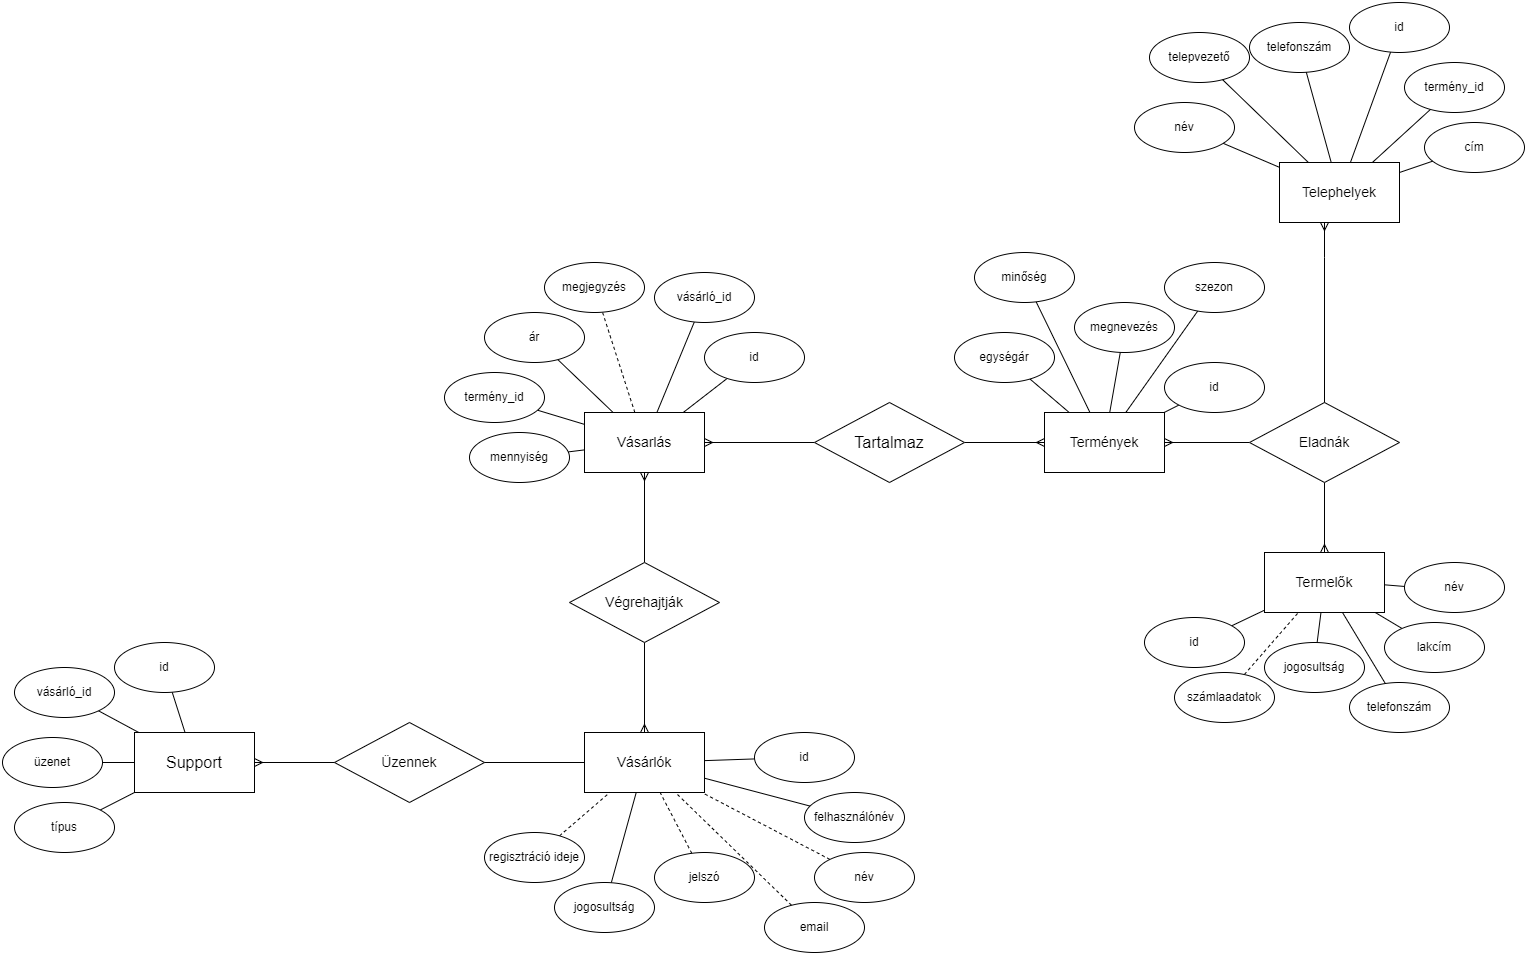 id
telefonszám
telepvezető
termény_id
név
cím
Telephelyek
minőség
megjegyzés
vásárló_id
szezon
megnevezés
ár
egységár
id
id
termény_id
mennyiség
Vásarlás
Tartalmaz
Termények
Eladnák
Termelők
név
Végrehajtják
id
lakcím
jogosultság
számlaadatok
telefonszám
id
vásárló_id
üzenet
Support
Üzennek
Vásárlók
id
felhasználónév
típus
regisztráció ideje
jelszó
név
jogosultság
email